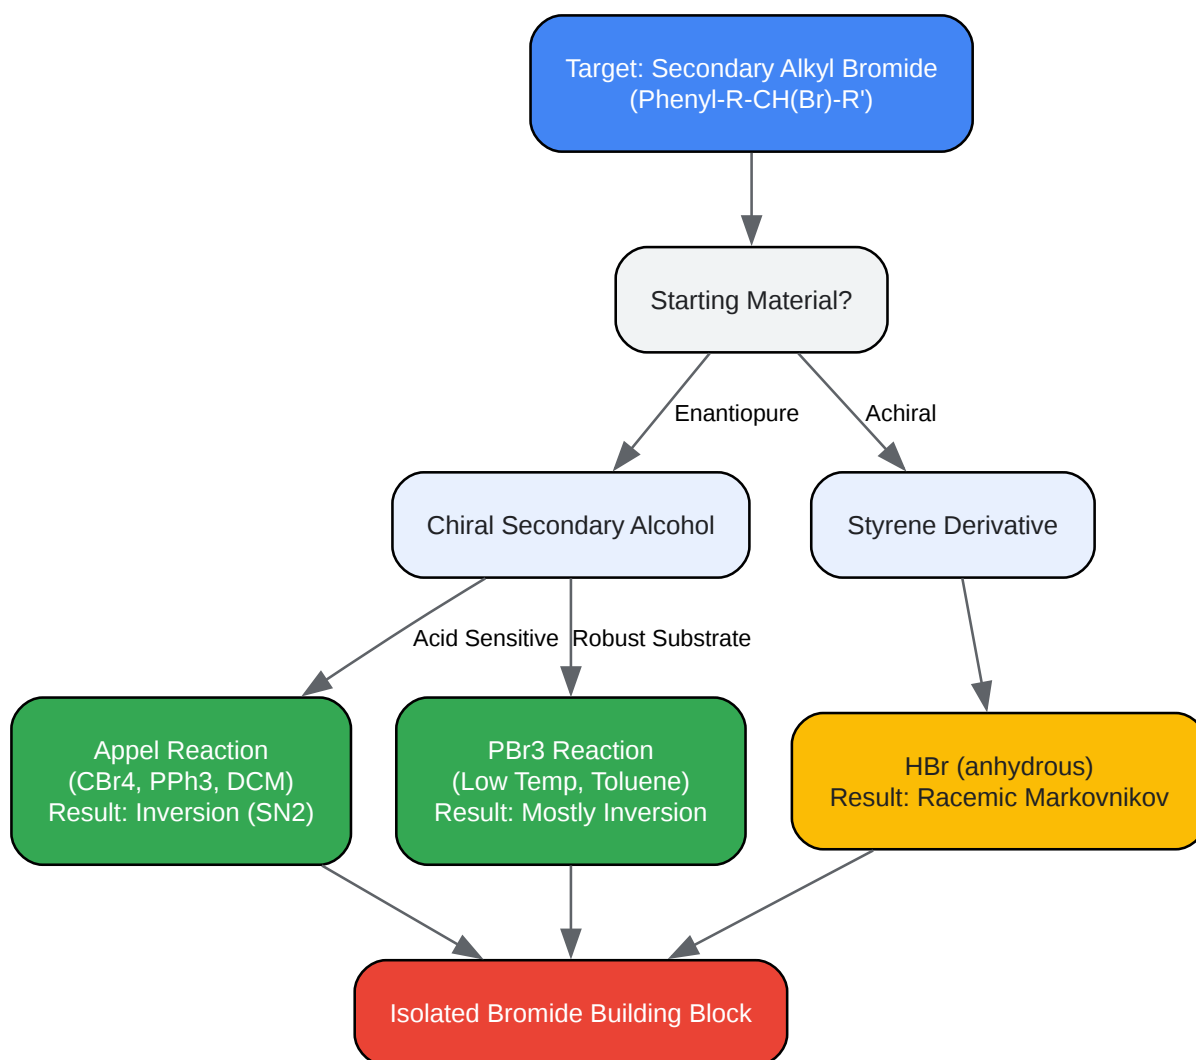 Target: Secondary Alkyl Bromide
(Phenyl-R-CH(Br)-R')
Starting Material?
Enantiopure
Achiral
Chiral Secondary Alcohol
Styrene Derivative
Acid Sensitive
Robust Substrate
Appel Reaction
(CBr4, PPh3, DCM)
Result: Inversion (SN2)
PBr3 Reaction
(Low Temp, Toluene)
Result: Mostly Inversion
HBr (anhydrous)
Result: Racemic Markovnikov
Isolated Bromide Building Block